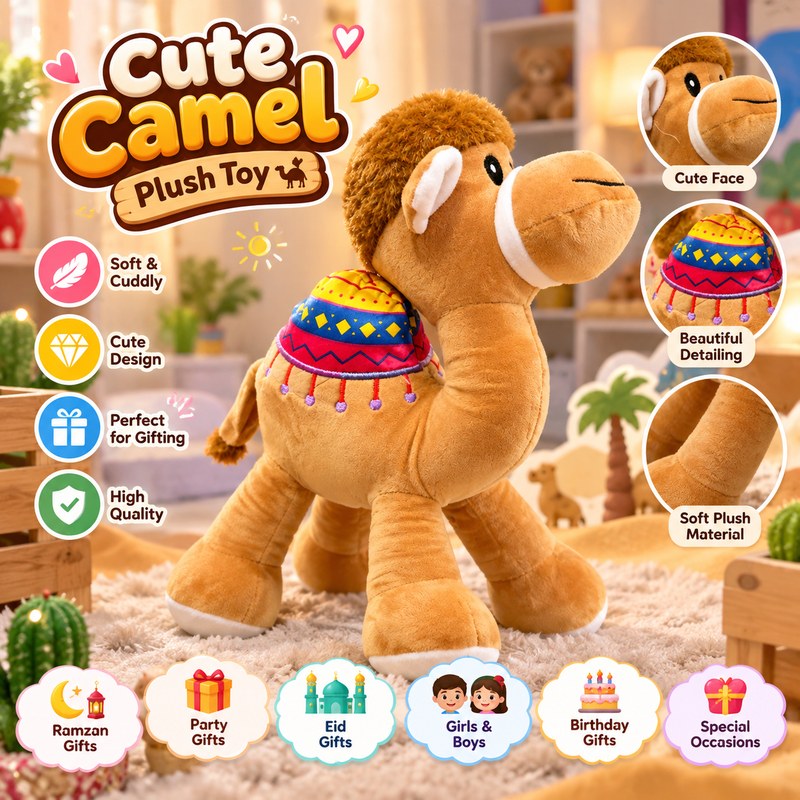 Cute
Camel
Plush Toy
Soft &
Cuddly
Cute
Design
Perfect
for Gifting
High
Quality
Cute Face
Beautiful
Detailing
Soft Plush
Material
Ramzan
Gifts
Party
Gifts
Eid
Gifts
Girls &
Boys
Birthday
Gifts
Special
Occasions